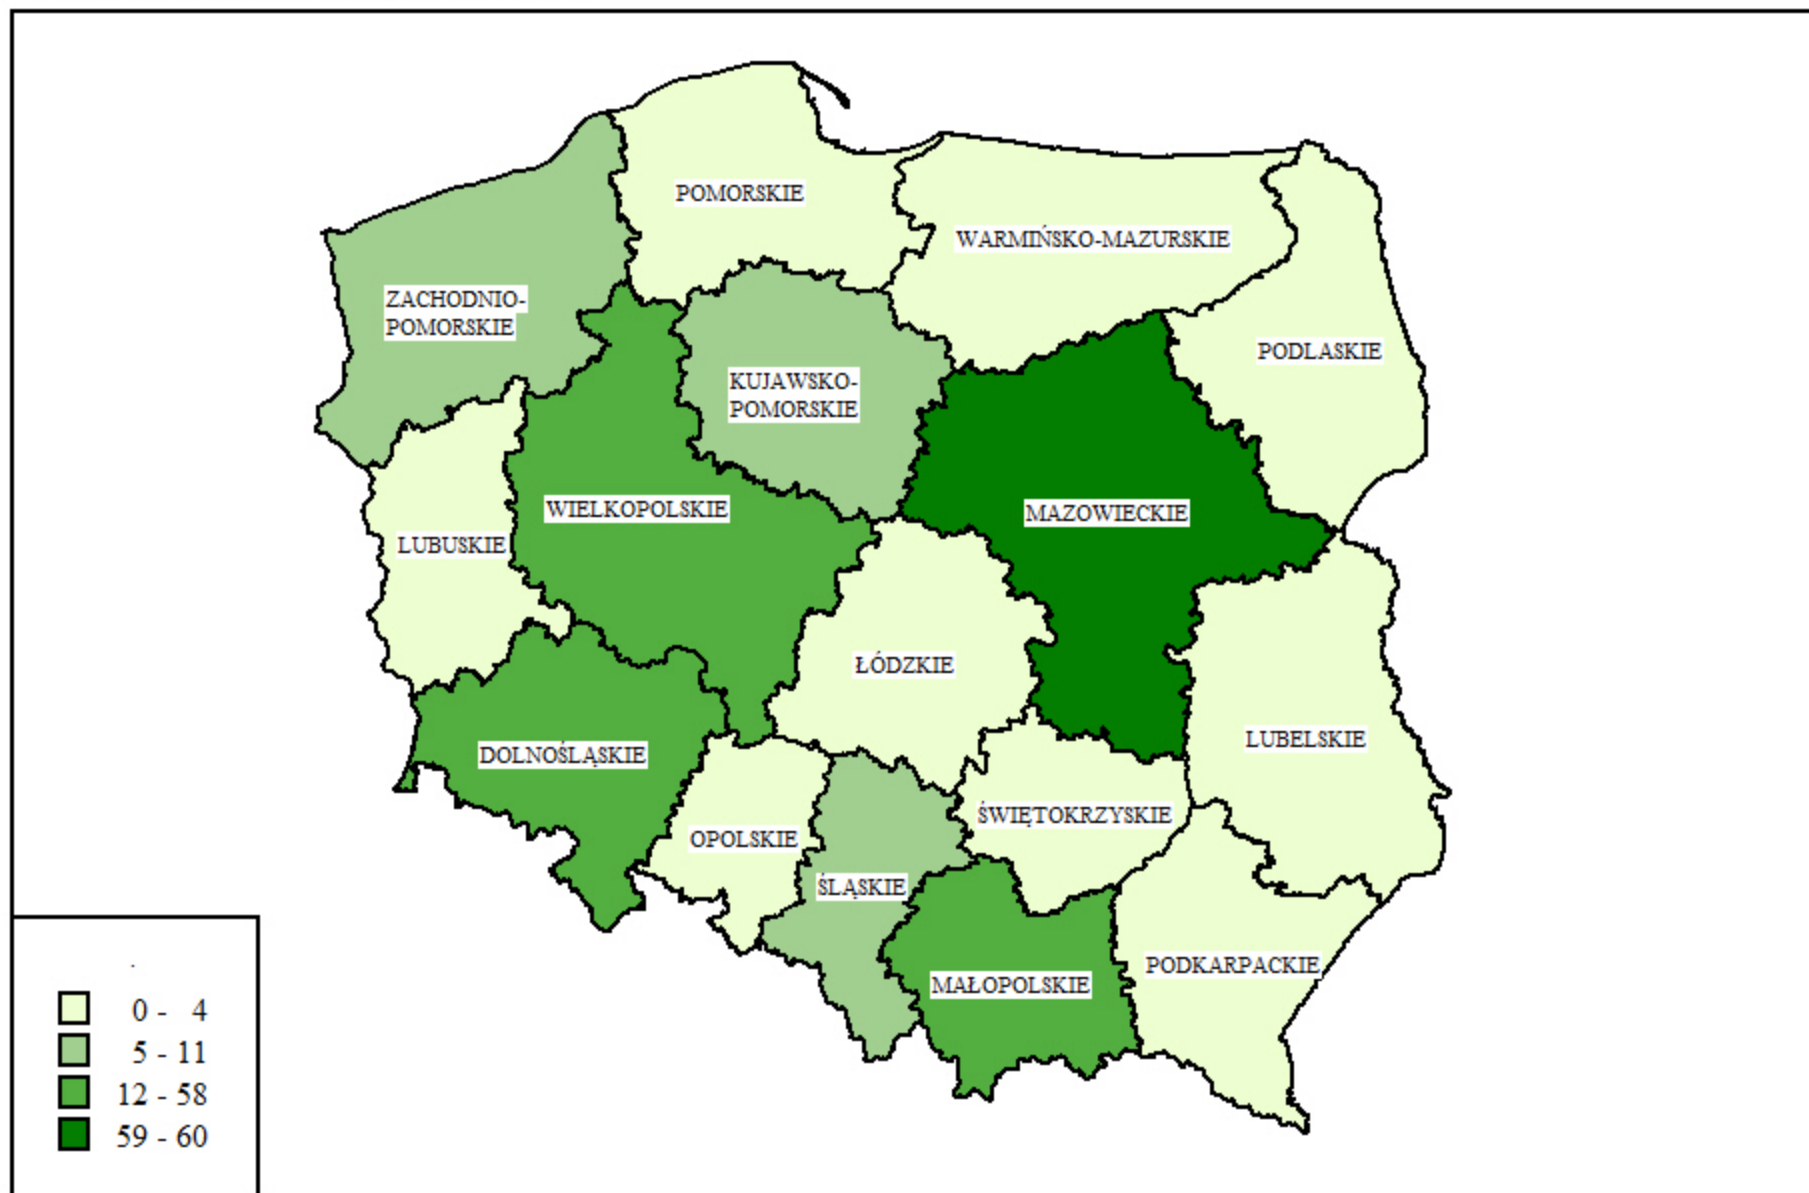 POMORSKIE
WARMIŃSKO-MAZURSKIE
ZACHODNIO-
POMORSKIE
PODLASKIE
KUJAWSKO-
POMORSKIE
WIELKOPOLSKIE
MAZOWIECKIE
LUBUSKIE
ŁÓDZKIE
LUBELSKIE
DOLNOŚLĄSKIE
ŚWIĘTOKRZYSKIE
OPOLSKIE
ŚLĄSKIE
PODKARPACKIE
MAŁOPOLSKIE
.
0 - 4
5 - 11
12 - 58
59 - 60